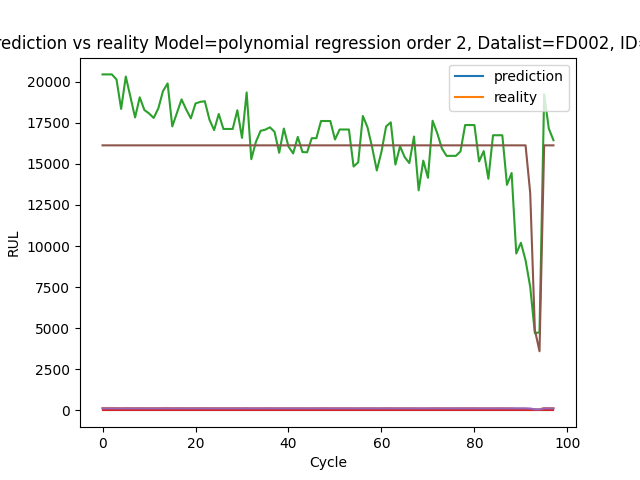 rediction vs reality Model=polynomial regression order 2, Datalist=FD002, ID=
prediction
reality
RUL
20000
17500
15000
12500
10000
7500
5000
2500
0
0 20 40 60 80 100
Cycle